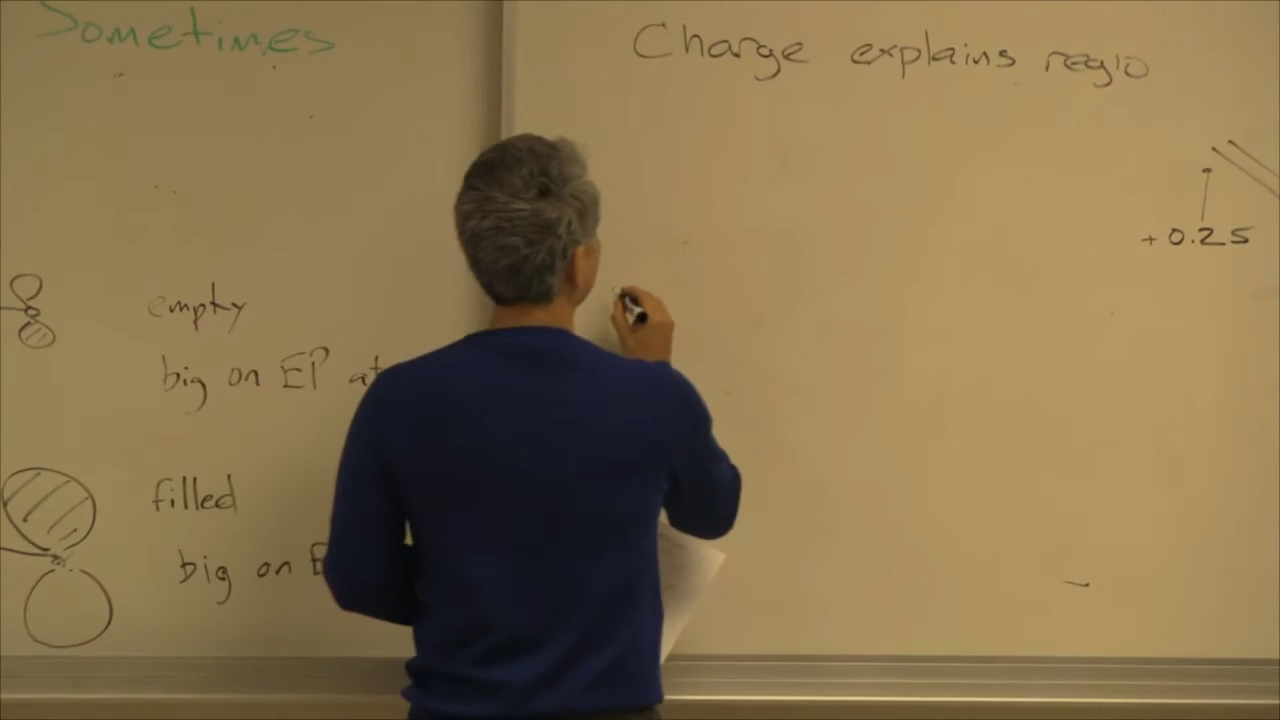 Sometimes
empty
big on EP at
filled
big on
Charge explains regio
+0.25